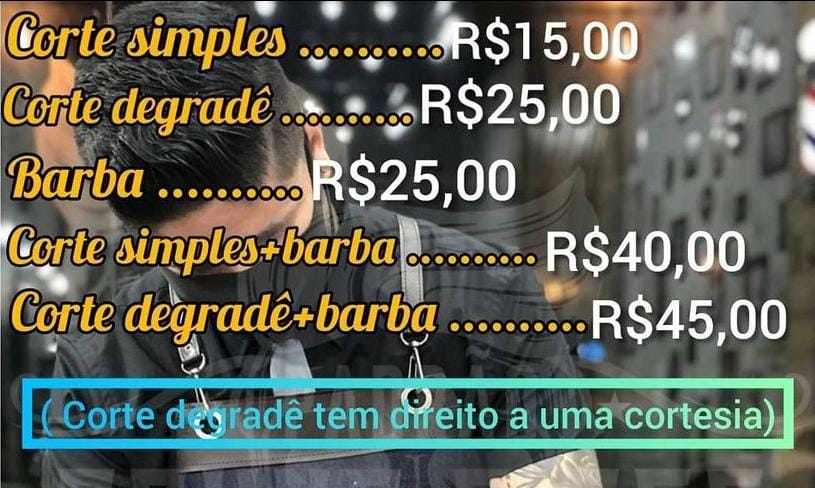 Corte simples ..........R$15,00
Corte degradê ..........R$25,00
Barba ..........R$25,00
Corte simples+barba ..........R$40,00
Corte degradê+barba ..........R$45,00
( Corte degradê tem direito a uma cortesia)